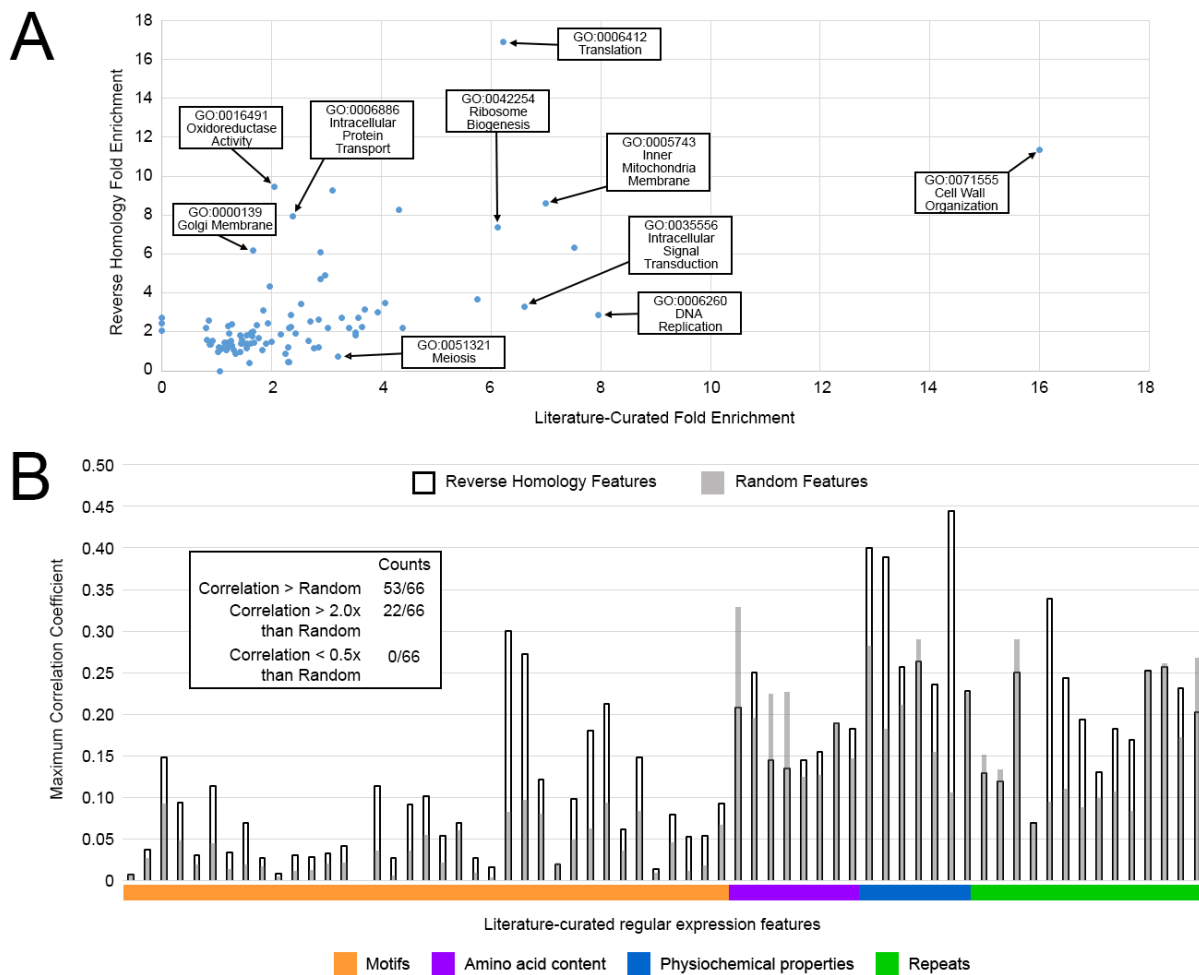 A
Reverse Homology Fold Enrichment
18
16
14
12
10
8
6
4
2
0
GO:0006412
Translation
GO:0016491
Oxidoreductase
Activity
GO:0006886
Intracellular
Protein
Transport
GO:0042254
Ribosome
Biogenesis
GO:0005743
Inner
Mitochondria
Membrane
GO:0071555
Cell Wall
Organization
GO:0000139
Golgi Membrane
GO:0035556
Intracellular
Signal
Transduction
GO:0006260
DNA
Replication
GO:0051321
Meiosis
0 2 4 6 8 10 12 14 16 18
Literature-Curated Fold Enrichment
B
Maximum Correlation Coefficient
0.50
0.45
0.40
0.35
0.30
0.25
0.20
0.15
0.10
0.05
0
Reverse Homology Features Random Features
Counts
Correlation > Random 53/66
Correlation > 2.0x 22/66
than Random
Correlation < 0.5x 0/66
than Random
Literature-curated regular expression features
Motifs Amino acid content Physiochemical properties Repeats